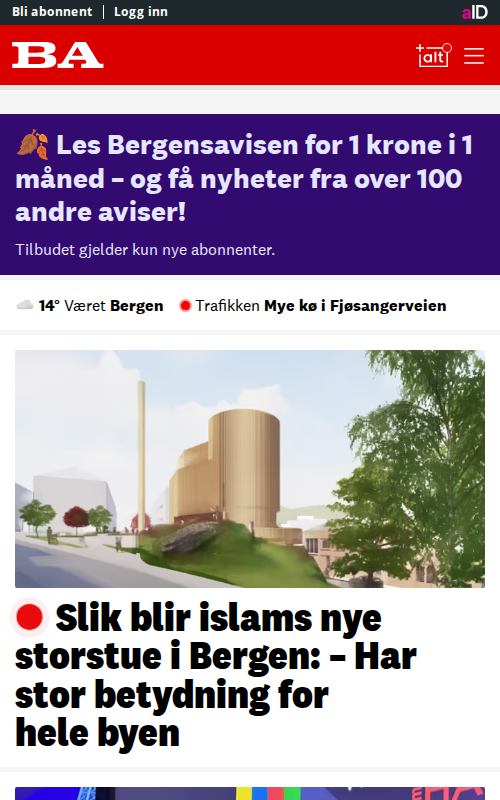 Bli abonnent | Logg inn
aID
BA
+alt
🍂 Les Bergensavisen for 1 krone i 1
måned – og få nyheter fra over 100
andre aviser!
Tilbudet gjelder kun nye abonnenter.
14° Været Bergen Trafikken Mye kø i Fjøsangerveien
Slik blir islams nye
storstue i Bergen: – Har
stor betydning for
hele byen